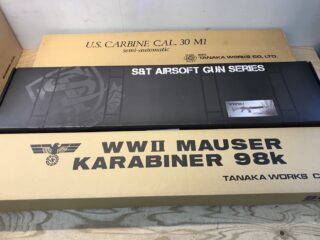 U.S. CARBINE CAL. 30 M1
semi-automatic
TANAKA WORKS CO., LTD.
S&T AIRSOFT GUN SERIES
WWII MAUSER
KARABINER 98k
TANAKA WORKS C